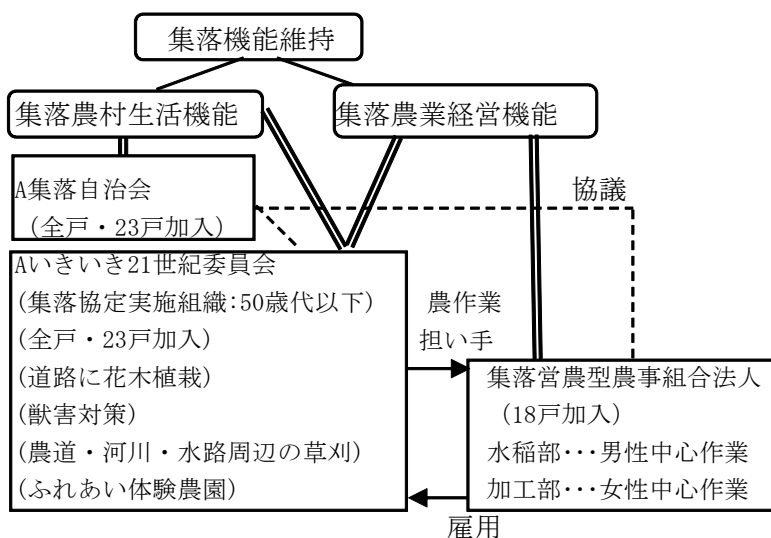 集落機能維持
集落農村生活機能
集落農業経営機能
A集落自治会
（全戸・23戸加入）
協議
Aいきいき21世紀委員会
(集落協定実施組織:50歳代以下)
(全戸・23戸加入)
(道路に花木植栽)
(獣害対策)
(農道・河川・水路周辺の草刈)
(ふれあい体験農園)
農作業
担い手
集落営農型農事組合法人
（18戸加入）
水稲部･･･男性中心作業
加工部･･･女性中心作業
雇用